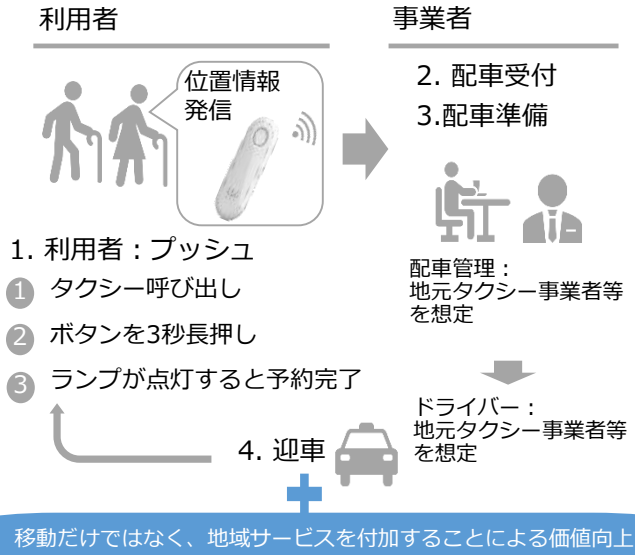 利用者
事業者
位置情報
発信
2. 配車受付
3.配車準備
1. 利用者：プッシュ
1 タクシー呼び出し
2 ボタンを3秒長押し
3 ランプが点灯すると予約完了
配車管理：
地元タクシー事業者等
を想定
ドライバー：
地元タクシー事業者等
を想定
4. 迎車
移動だけではなく、地域サービスを付加することによる価値向上